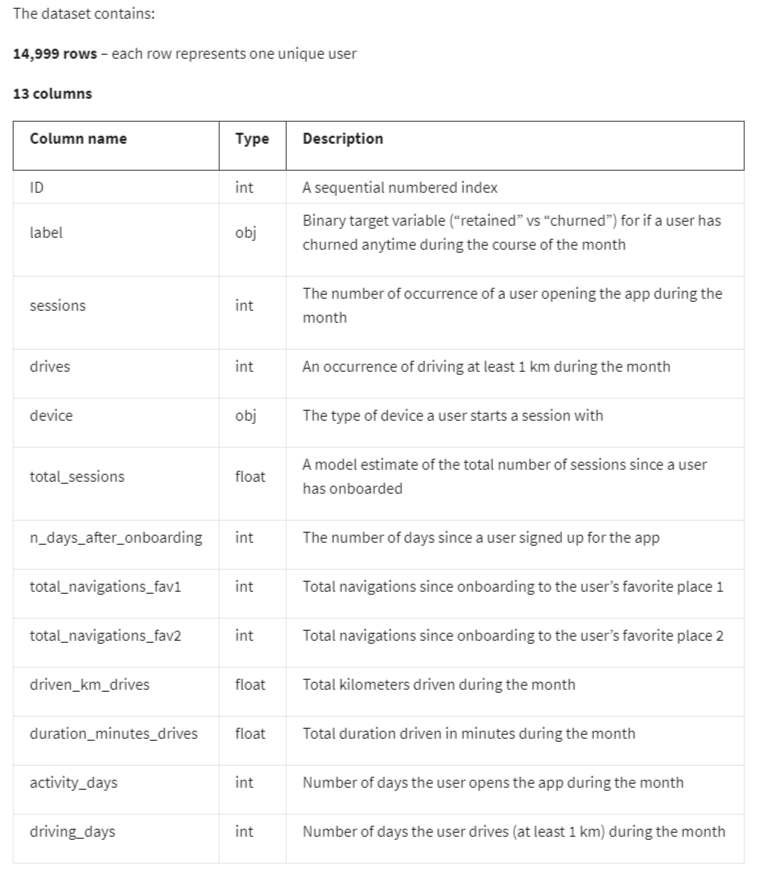 The dataset contains:
14,999 rows – each row represents one unique user
13 columns
Column name Type Description
ID int A sequential numbered index
label obj Binary target variable (“retained” vs “churned”) for if a user has
churned anytime during the course of the month
sessions int The number of occurrence of a user opening the app during the
month
drives int An occurrence of driving at least 1 km during the month
device obj The type of device a user starts a session with
total_sessions float A model estimate of the total number of sessions since a user
has onboarded
n_days_after_onboarding int The number of days since a user signed up for the app
total_navigations_fav1 int Total navigations since onboarding to the user’s favorite place 1
total_navigations_fav2 int Total navigations since onboarding to the user’s favorite place 2
driven_km_drives float Total kilometers driven during the month
duration_minutes_drives float Total duration driven in minutes during the month
activity_days int Number of days the user opens the app during the month
driving_days int Number of days the user drives (at least 1 km) during the month